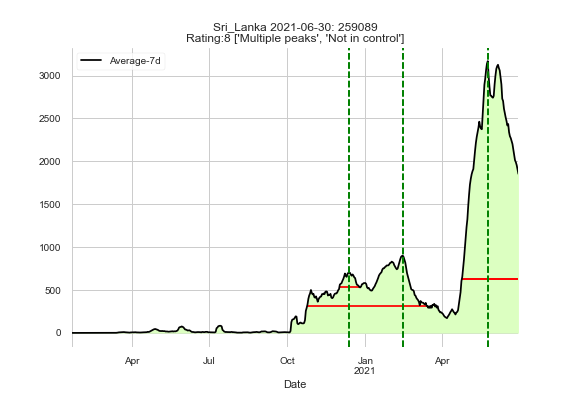 Sri_Lanka 2021-06-30: 259089
Rating:8 ['Multiple peaks', 'Not in control']
Average-7d
3000
2500
2000
1500
1000
500
0
Apr Jul Oct Jan Apr
2021
Date